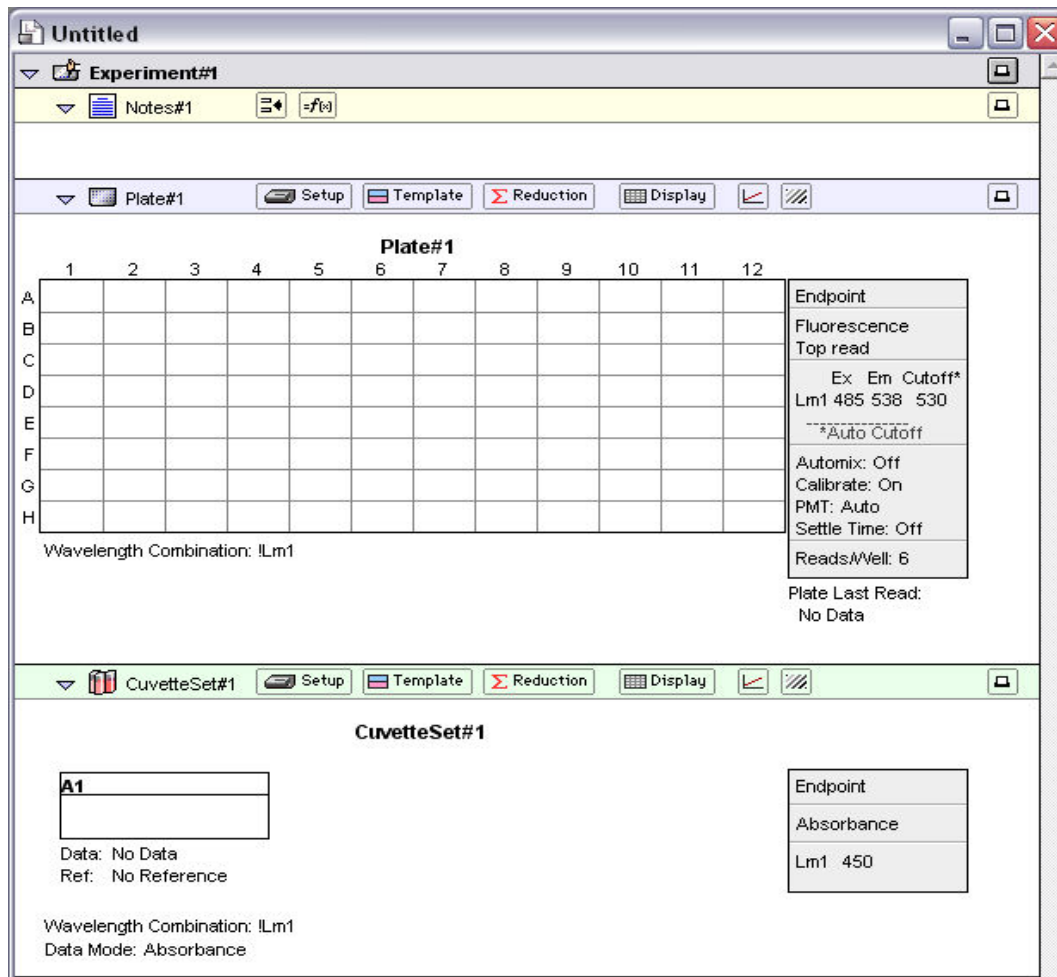 Untitled
Experiment#1
Notes#1 =f(x)
Plate#1 Setup Template Σ Reduction Display
Plate#1
1 2 3 4 5 6 7 8 9 10 11 12
A
B
C
D
E
F
G
H
Endpoint
Fluorescence
Top read
Ex Em Cutoff*
Lm1 485 538 530
*Auto Cutoff
Automix: Off
Calibrate: On
PMT: Auto
Settle Time: Off
Reads/Well: 6
Wavelength Combination: !Lm1
Plate Last Read:
No Data
CuvetteSet#1 Setup Template Σ Reduction Display
CuvetteSet#1
A1
Data: No Data
Ref: No Reference
Endpoint
Absorbance
Lm1 450
Wavelength Combination: !Lm1
Data Mode: Absorbance